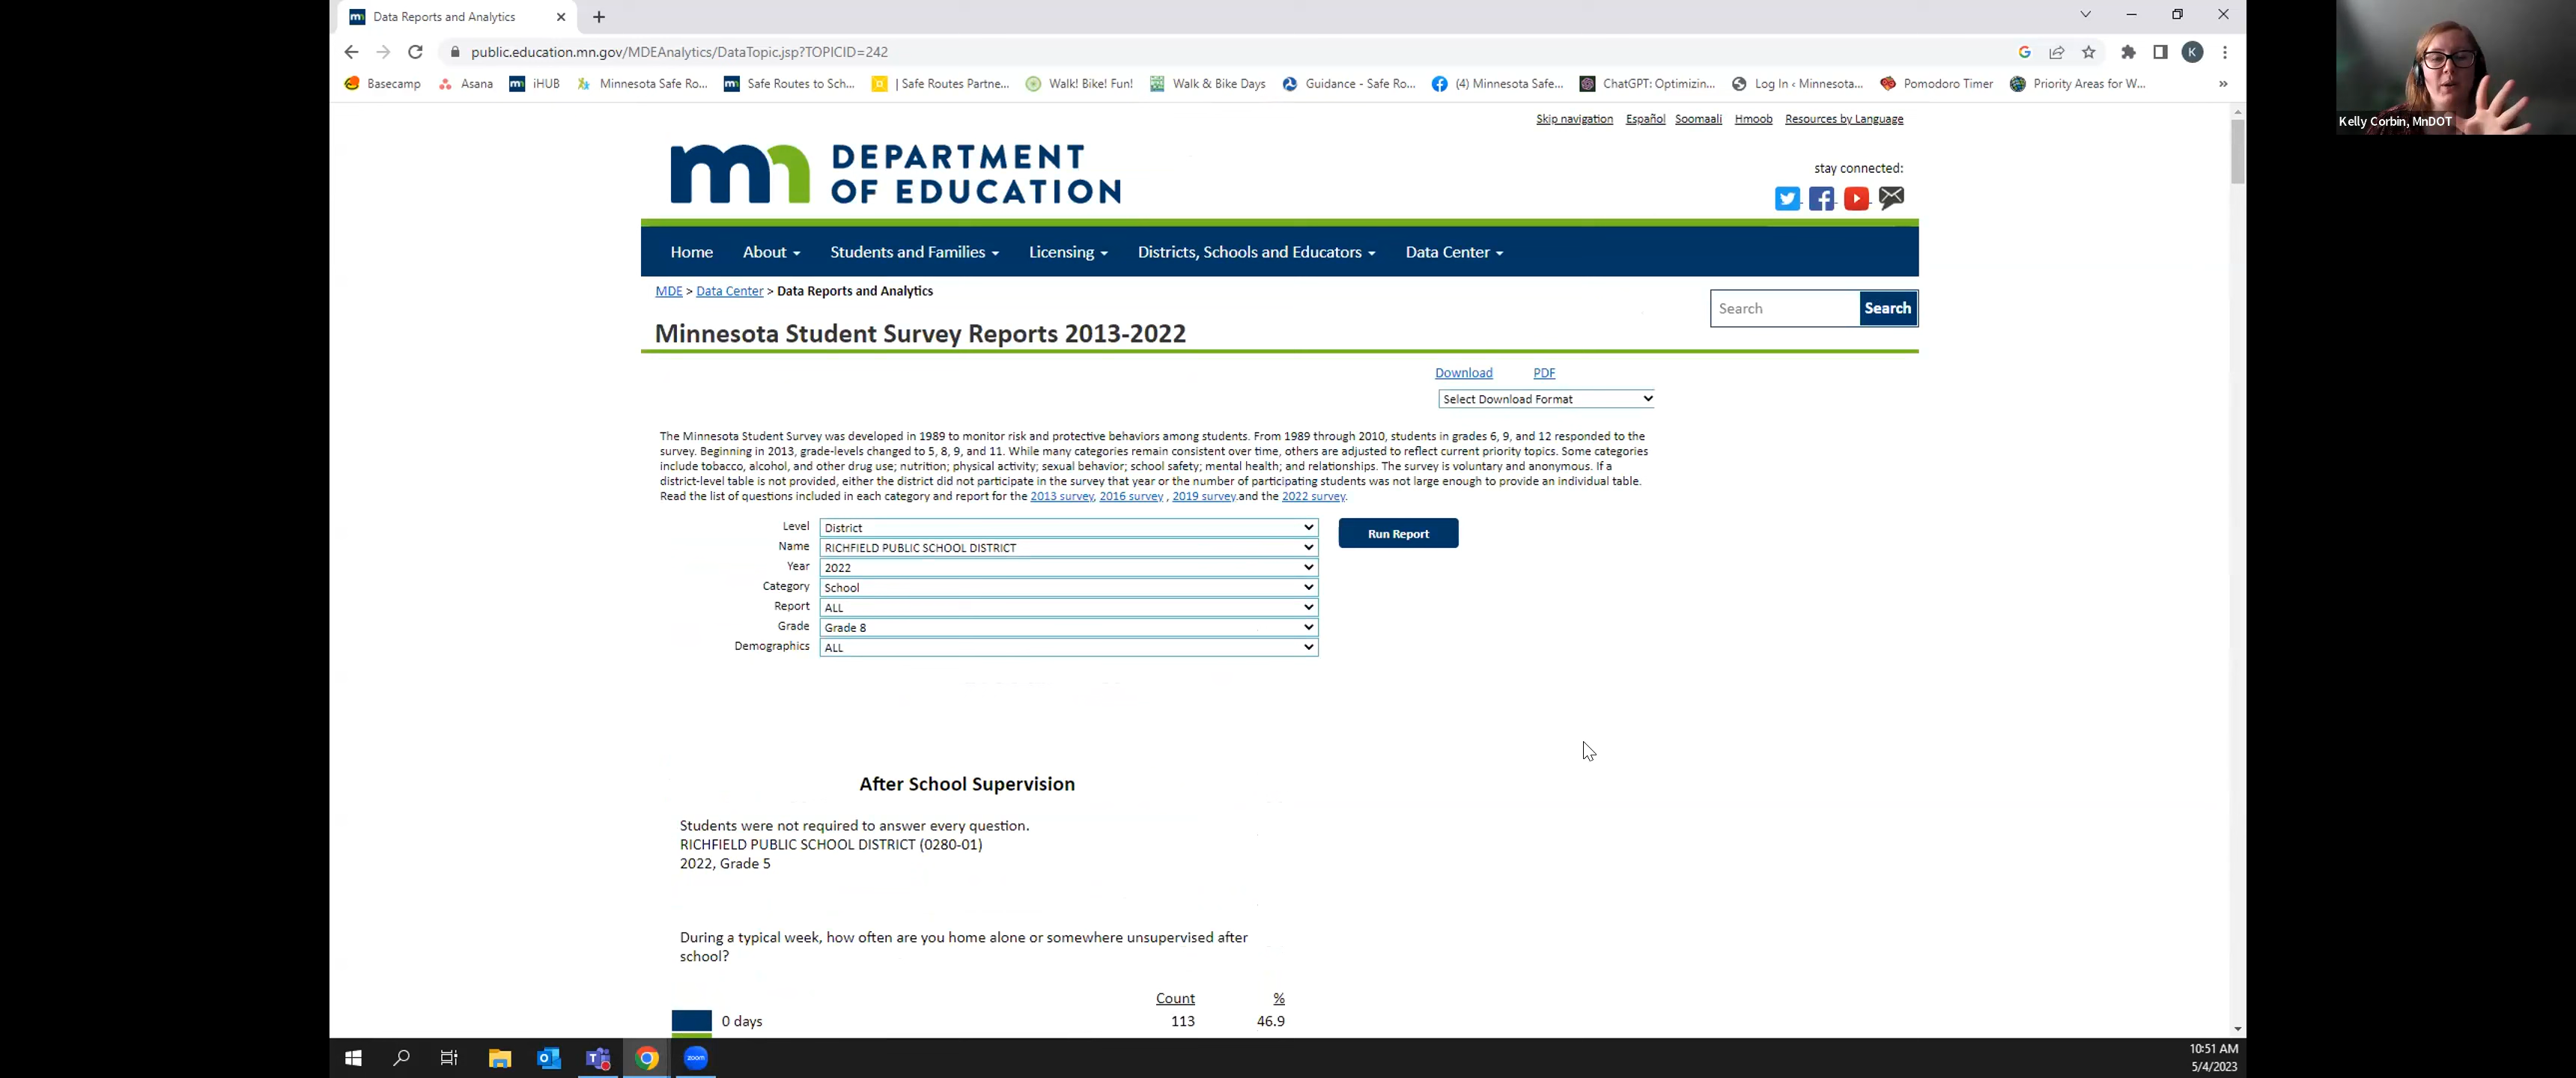 Data Reports and Analytics
public.education.mn.gov/MDEAnalytics/DataTopic.jsp?TOPICID=242
K
Basecamp Asana iHUB Minnesota Safe Ro... Safe Routes to Sch... | Safe Routes Partne... Walk! Bike! Fun! Walk & Bike Days Guidance - Safe Ro... (4) Minnesota Safe... ChatGPT: Optimizin... Log In ‹ Minnesota... Pomodoro Timer Priority Areas for W... »
Kelly Corbin, MnDOT
Skip navigation Español Soomaali Hmoob Resources by Language
mn DEPARTMENT
OF EDUCATION
stay connected:
Home About Students and Families Licensing Districts, Schools and Educators Data Center
MDE > Data Center > Data Reports and Analytics
Search Search
Minnesota Student Survey Reports 2013-2022
Download PDF
Select Download Format
The Minnesota Student Survey was developed in 1989 to monitor risk and protective behaviors among students. From 1989 through 2010, students in grades 6, 9, and 12 responded to the
survey. Beginning in 2013, grade-levels changed to 5, 8, 9, and 11. While many categories remain consistent over time, others are adjusted to reflect current priority topics. Some categories
include tobacco, alcohol, and other drug use; nutrition; physical activity; sexual behavior; school safety; mental health; and relationships. The survey is voluntary and anonymous. If a
district-level table is not provided, either the district did not participate in the survey that year or the number of participating students was not large enough to provide an individual table.
Read the list of questions included in each category and report for the 2013 survey, 2016 survey , 2019 survey.and the 2022 survey.
Level District
Run Report
Name RICHFIELD PUBLIC SCHOOL DISTRICT
Year 2022
Category School
Report ALL
Grade Grade 8
Demographics ALL
After School Supervision
Students were not required to answer every question.
RICHFIELD PUBLIC SCHOOL DISTRICT (0280-01)
2022, Grade 5
During a typical week, how often are you home alone or somewhere unsupervised after
school?
Count %
0 days 113 46.9
zoom
10:51 AM
5/4/2023